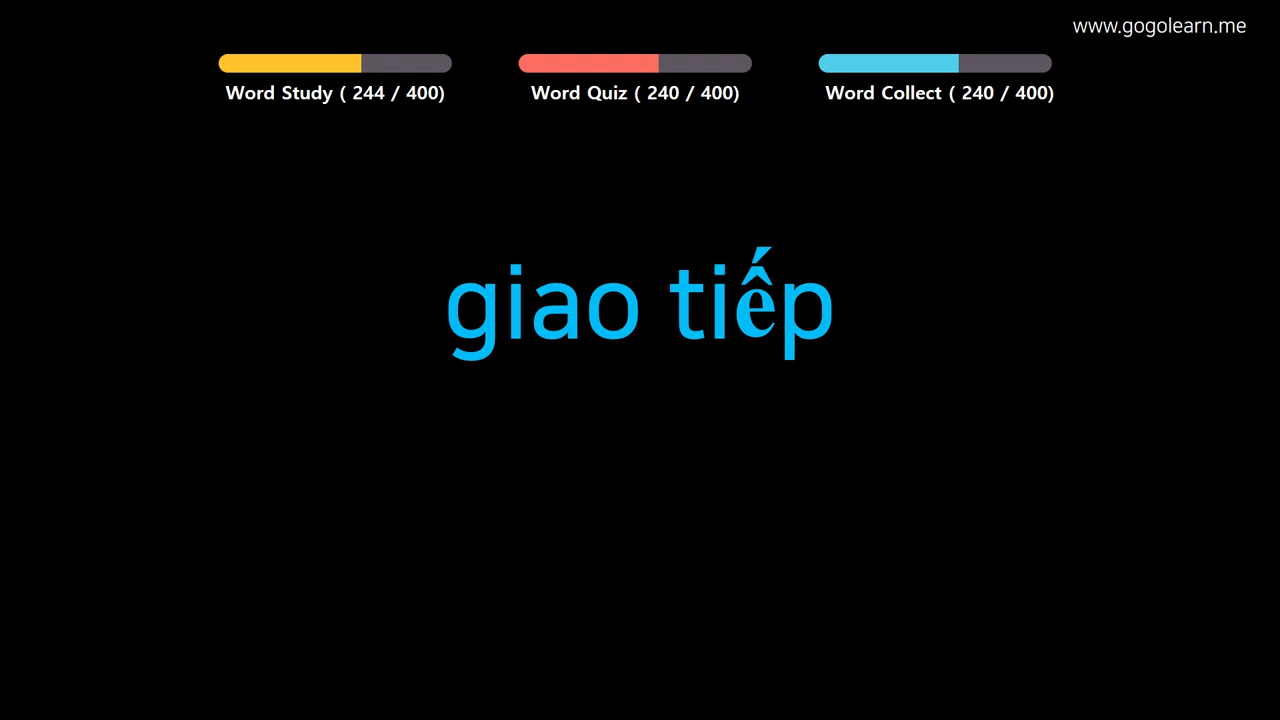 www.gogolearn.me
Word Study ( 244 / 400)
Word Quiz ( 240 / 400)
Word Collect ( 240 / 400)
giao tiếp